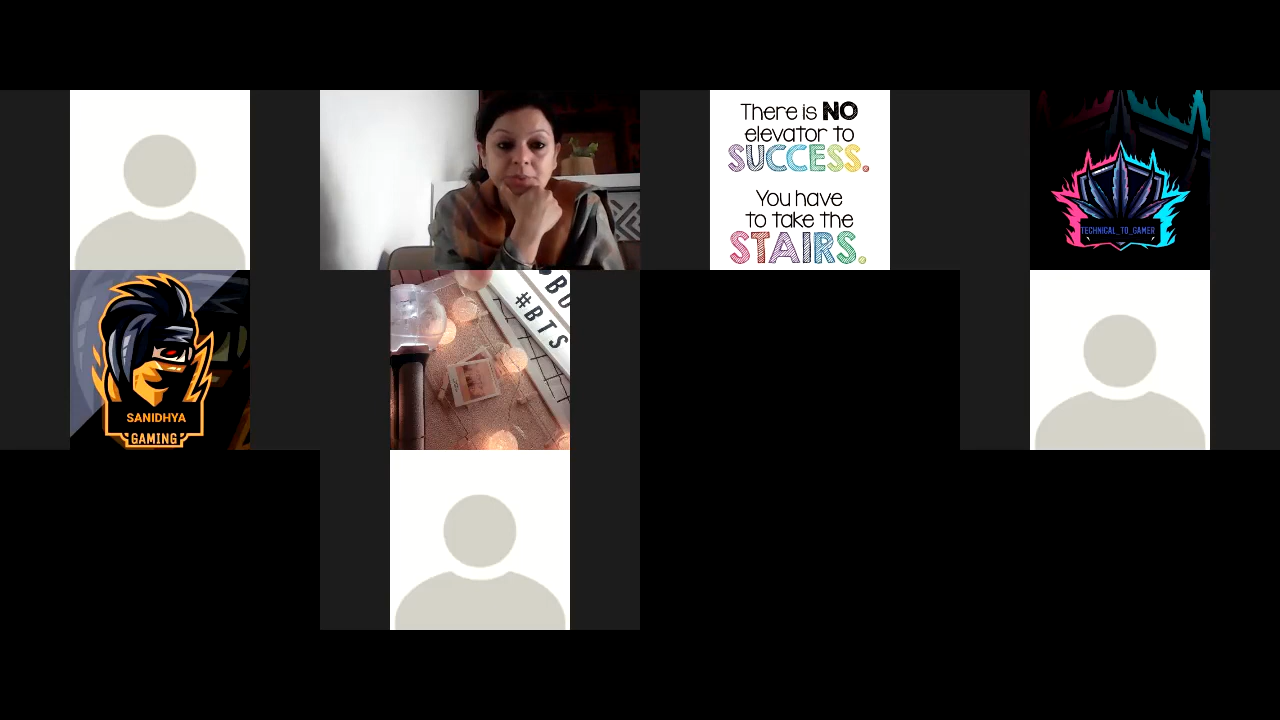 There is NO
elevator to
SUCCESS.
You have
to take the
STAIRS.
TECHNICAL_TO_GAMER
SANIDHYA
GAMING
#BTS